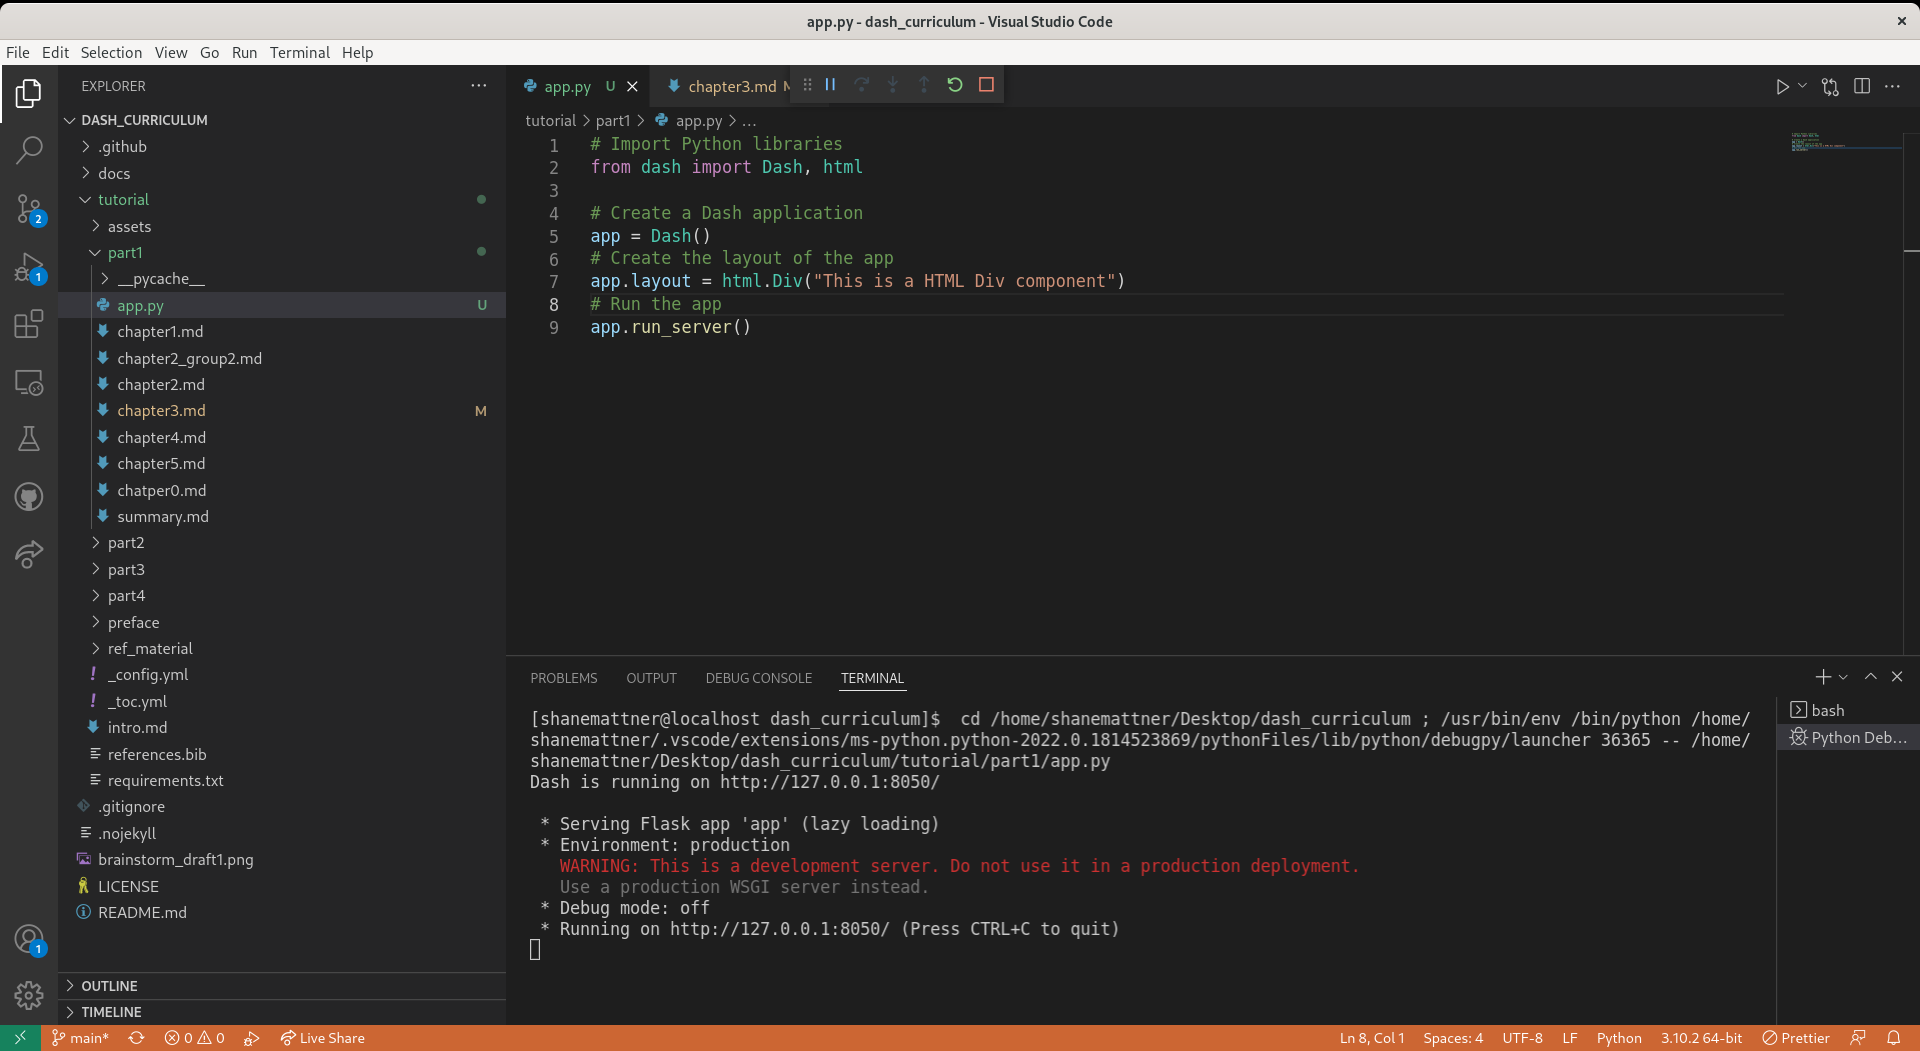 app.py - dash_curriculum - Visual Studio Code
File Edit Selection View Go Run Terminal Help
EXPLORER
DASH_CURRICULUM
.github
docs
tutorial
assets
part1
__pycache__
app.py U
chapter1.md
chapter2_group2.md
chapter2.md
chapter3.md M
chapter4.md
chapter5.md
chatper0.md
summary.md
part2
part3
part4
preface
ref_material
_config.yml
_toc.yml
intro.md
references.bib
requirements.txt
.gitignore
.nojekyll
brainstorm_draft1.png
LICENSE
README.md
OUTLINE
TIMELINE
2
1
1
app.py U chapter3.md M
tutorial > part1 > app.py > ...
1 # Import Python libraries
2 from dash import Dash, html
3
4 # Create a Dash application
5 app = Dash()
6 # Create the layout of the app
7 app.layout = html.Div("This is a HTML Div component")
8 # Run the app
9 app.run_server()
PROBLEMS OUTPUT DEBUG CONSOLE TERMINAL
[shanemattner@localhost dash_curriculum]$  cd /home/shanemattner/Desktop/dash_curriculum ; /usr/bin/env /bin/python /home/
shanemattner/.vscode/extensions/ms-python.python-2022.0.1814523869/pythonFiles/lib/python/debugpy/launcher 36365 -- /home/
shanemattner/Desktop/dash_curriculum/tutorial/part1/app.py
Dash is running on http://127.0.0.1:8050/
* Serving Flask app 'app' (lazy loading)
* Environment: production
WARNING: This is a development server. Do not use it in a production deployment.
Use a production WSGI server instead.
* Debug mode: off
* Running on http://127.0.0.1:8050/ (Press CTRL+C to quit)
bash
Python Deb...
main* 0 0 Live Share
Ln 8, Col 1 Spaces: 4 UTF-8 LF Python 3.10.2 64-bit Prettier